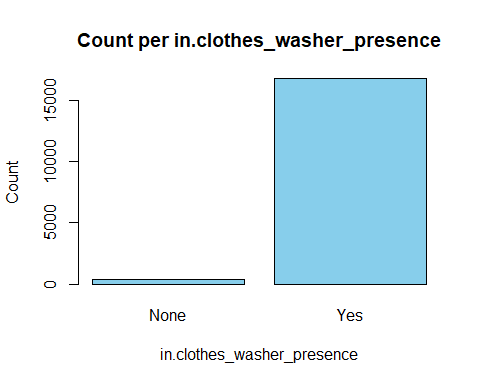 Count per in.clothes_washer_presence
Count
15000
10000
5000
0
None Yes
in.clothes_washer_presence